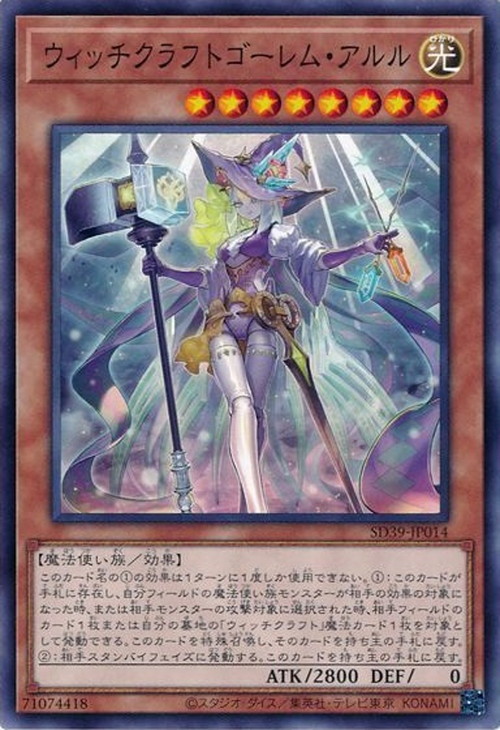 ウィッチクラフトゴーレム・アルル
光
SD39-JP014
【魔法使い族/効果】
このカード名の①の効果は1ターンに1度しか使用できない。①:このカードが
手札に存在し、自分フィールドの魔法使い族モンスターが相手の効果の対象
になった時、または相手モンスターの攻撃対象に選択された時、相手フィールドの
カード1枚または自分の墓地の「ウィッチクラフト」魔法カード1枚を対象と
して発動できる。このカードを特殊召喚し、そのカードを持ち主の手札に戻す。
②:相手スタンバイフェイズに発動する。このカードを持ち主の手札に戻す。
ATK/2800 DEF/ 0
71074418 ©スタジオ・ダイス/集英社・テレビ東京 KONAMI